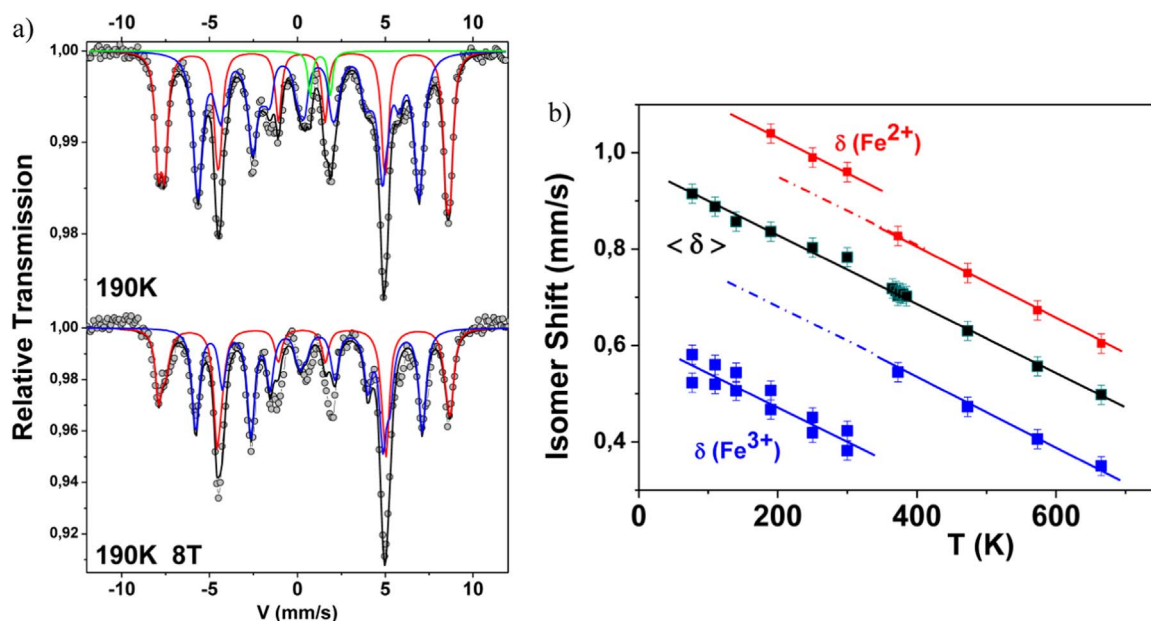 a)
-10 -5 0 5 10
1,00
0,99
0,98
190K
1,00
0,98
0,96
0,94
0,92
190K 8T
-10 -5 0 5 10
V (mm/s)
Relative Transmission
b)
1,0
0,8
0,6
0,4
δ (Fe2+)
< δ >
δ (Fe3+)
0 200 400 600
T (K)
Isomer Shift (mm/s)